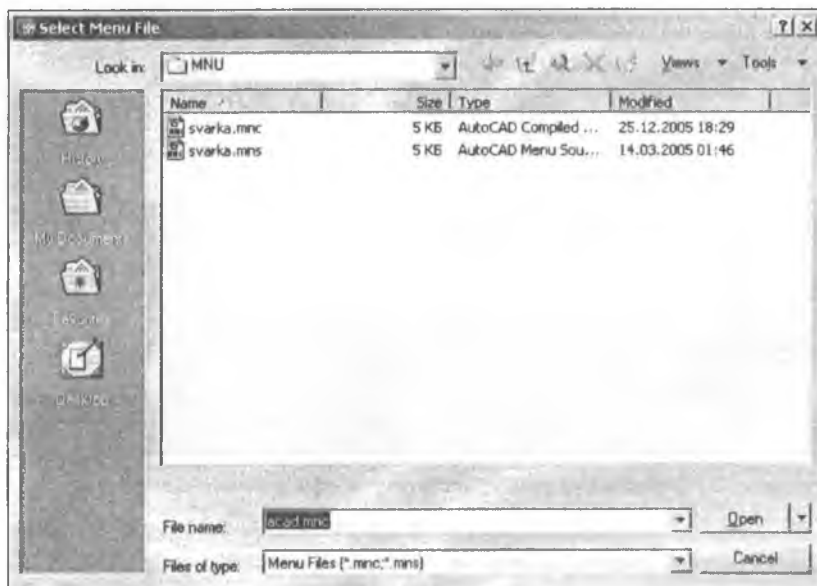 Select Menu File
Look in: MNU Views Tools
Name Size Type Modified
svarka.mnc 5 КБ AutoCAD Compiled ... 25.12.2005 18:29
svarka.mns 5 КБ AutoCAD Menu Sou... 14.03.2005 01:46
History
My Documents
Favorites
Desktop
File name: acad.mnc Open
Files of type: Menu Files (*.mnc;*.mns) Cancel